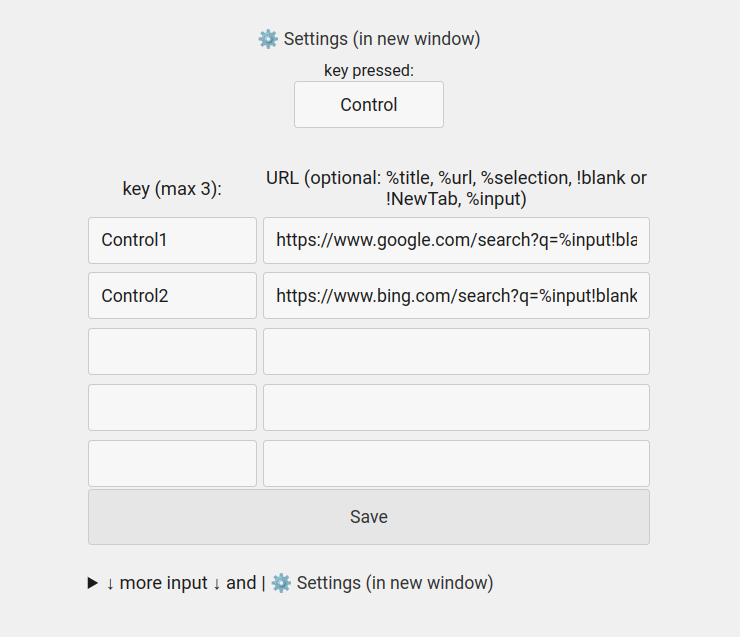 ⚙️ Settings (in new window)
key pressed:
Control
key (max 3):
URL (optional: %title, %url, %selection, !blank or
!NewTab, %input)
Control1
https://www.google.com/search?q=%input!bla
Control2
https://www.bing.com/search?q=%input!blank
Save
▶ ↓ more input ↓ and | ⚙️ Settings (in new window)